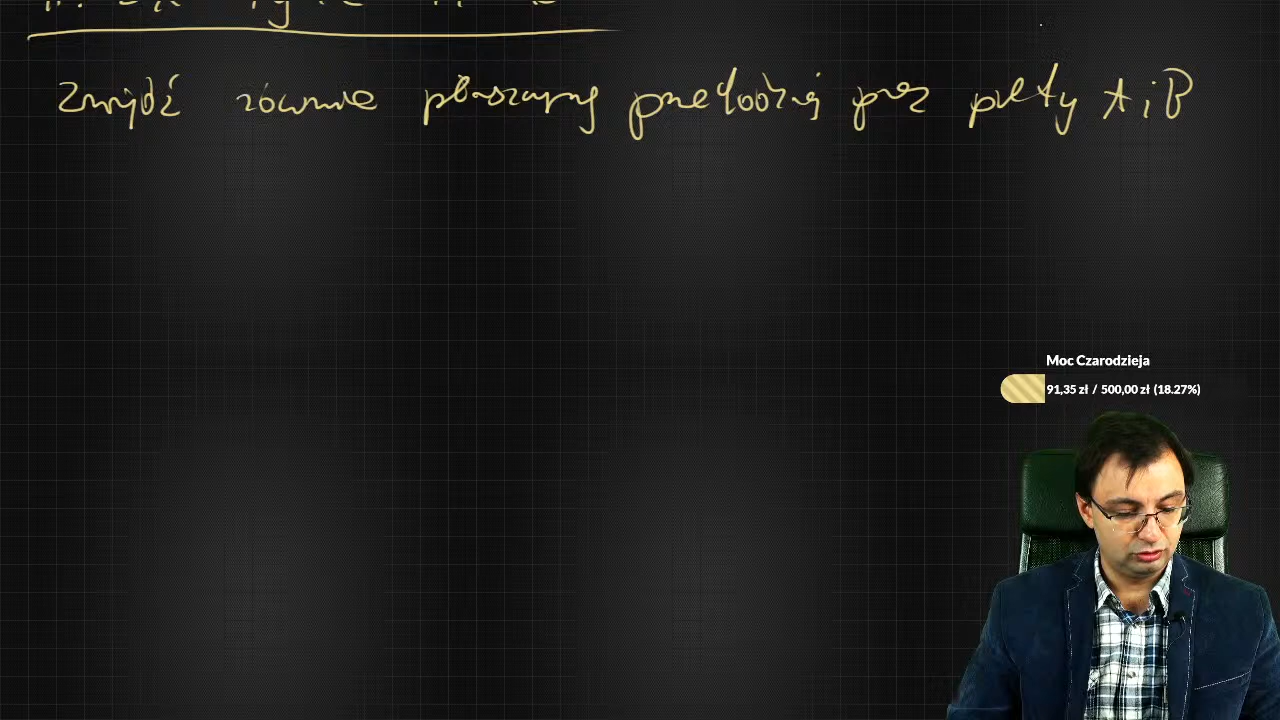 Znajdź równanie płaszczyzny przechodzącej przez punkty A i B
Moc Czarodzieja
91,35 zł / 500,00 zł (18.27%)